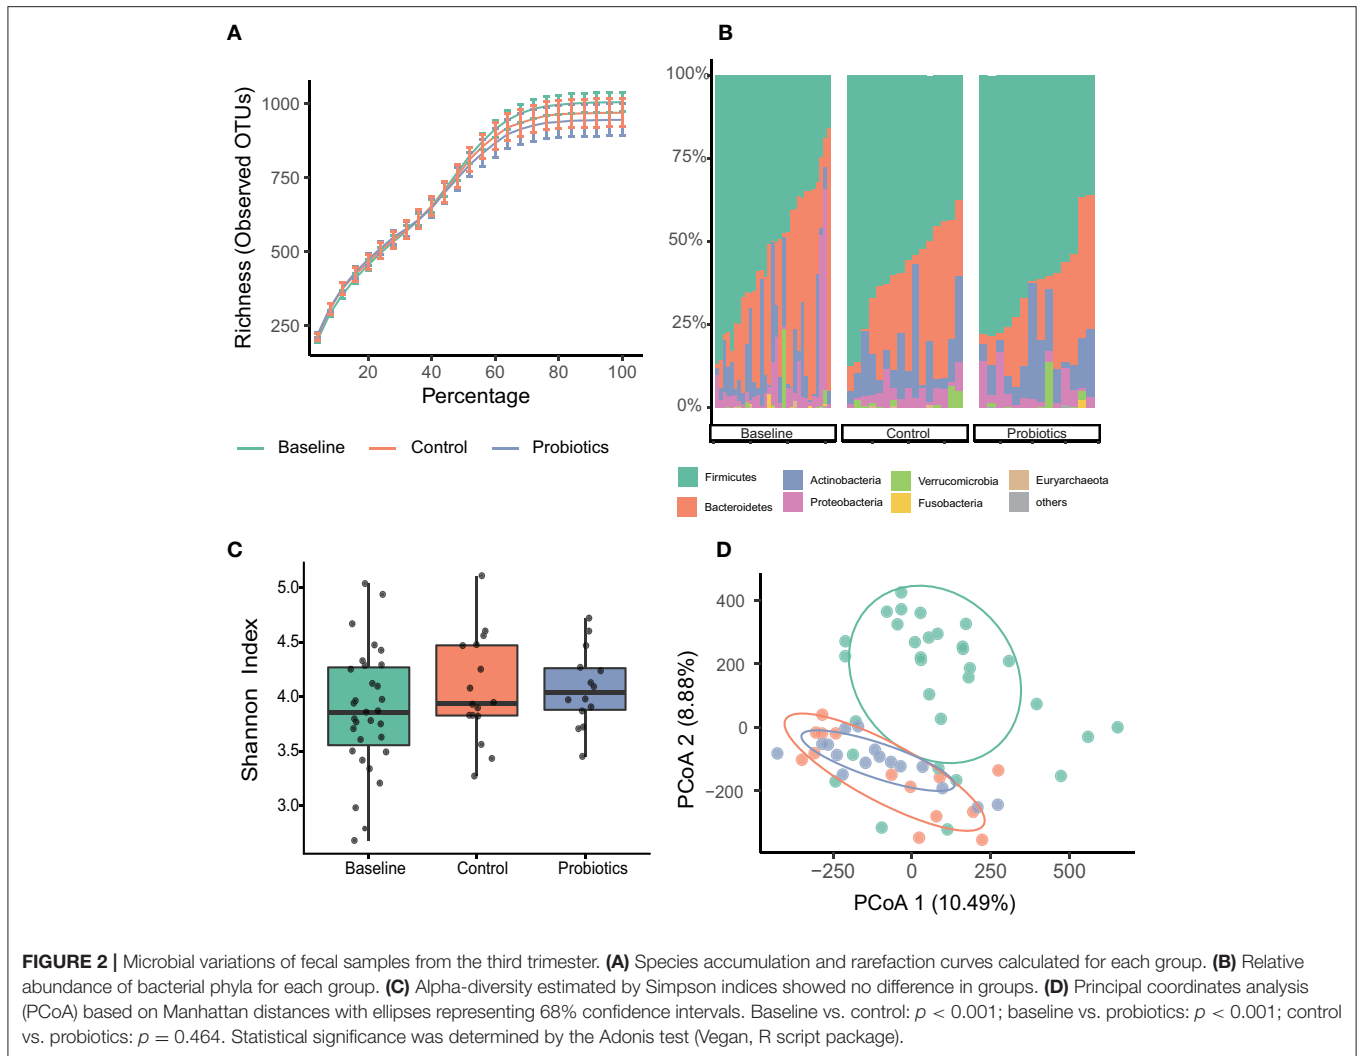 A
Richness (Observed OTUs)
1000
750
500
250
20 40 60 80 100
Percentage
Baseline Control Probiotics
B
100%
75%
50%
25%
0%
Baseline Control Probiotics
Firmicutes Actinobacteria Verrucomicrobia Euryarchaeota
Bacteroidetes Proteobacteria Fusobacteria others
C
Shannon Index
5.0
4.5
4.0
3.5
3.0
Baseline Control Probiotics
D
PCoA 2 (8.88%)
400
200
0
−200
−250 0 250 500
PCoA 1 (10.49%)
FIGURE 2 | Microbial variations of fecal samples from the third trimester. (A) Species accumulation and rarefaction curves calculated for each group. (B) Relative
abundance of bacterial phyla for each group. (C) Alpha-diversity estimated by Simpson indices showed no difference in groups. (D) Principal coordinates analysis
(PCoA) based on Manhattan distances with ellipses representing 68% confidence intervals. Baseline vs. control: p < 0.001; baseline vs. probiotics: p < 0.001; control
vs. probiotics: p = 0.464. Statistical significance was determined by the Adonis test (Vegan, R script package).